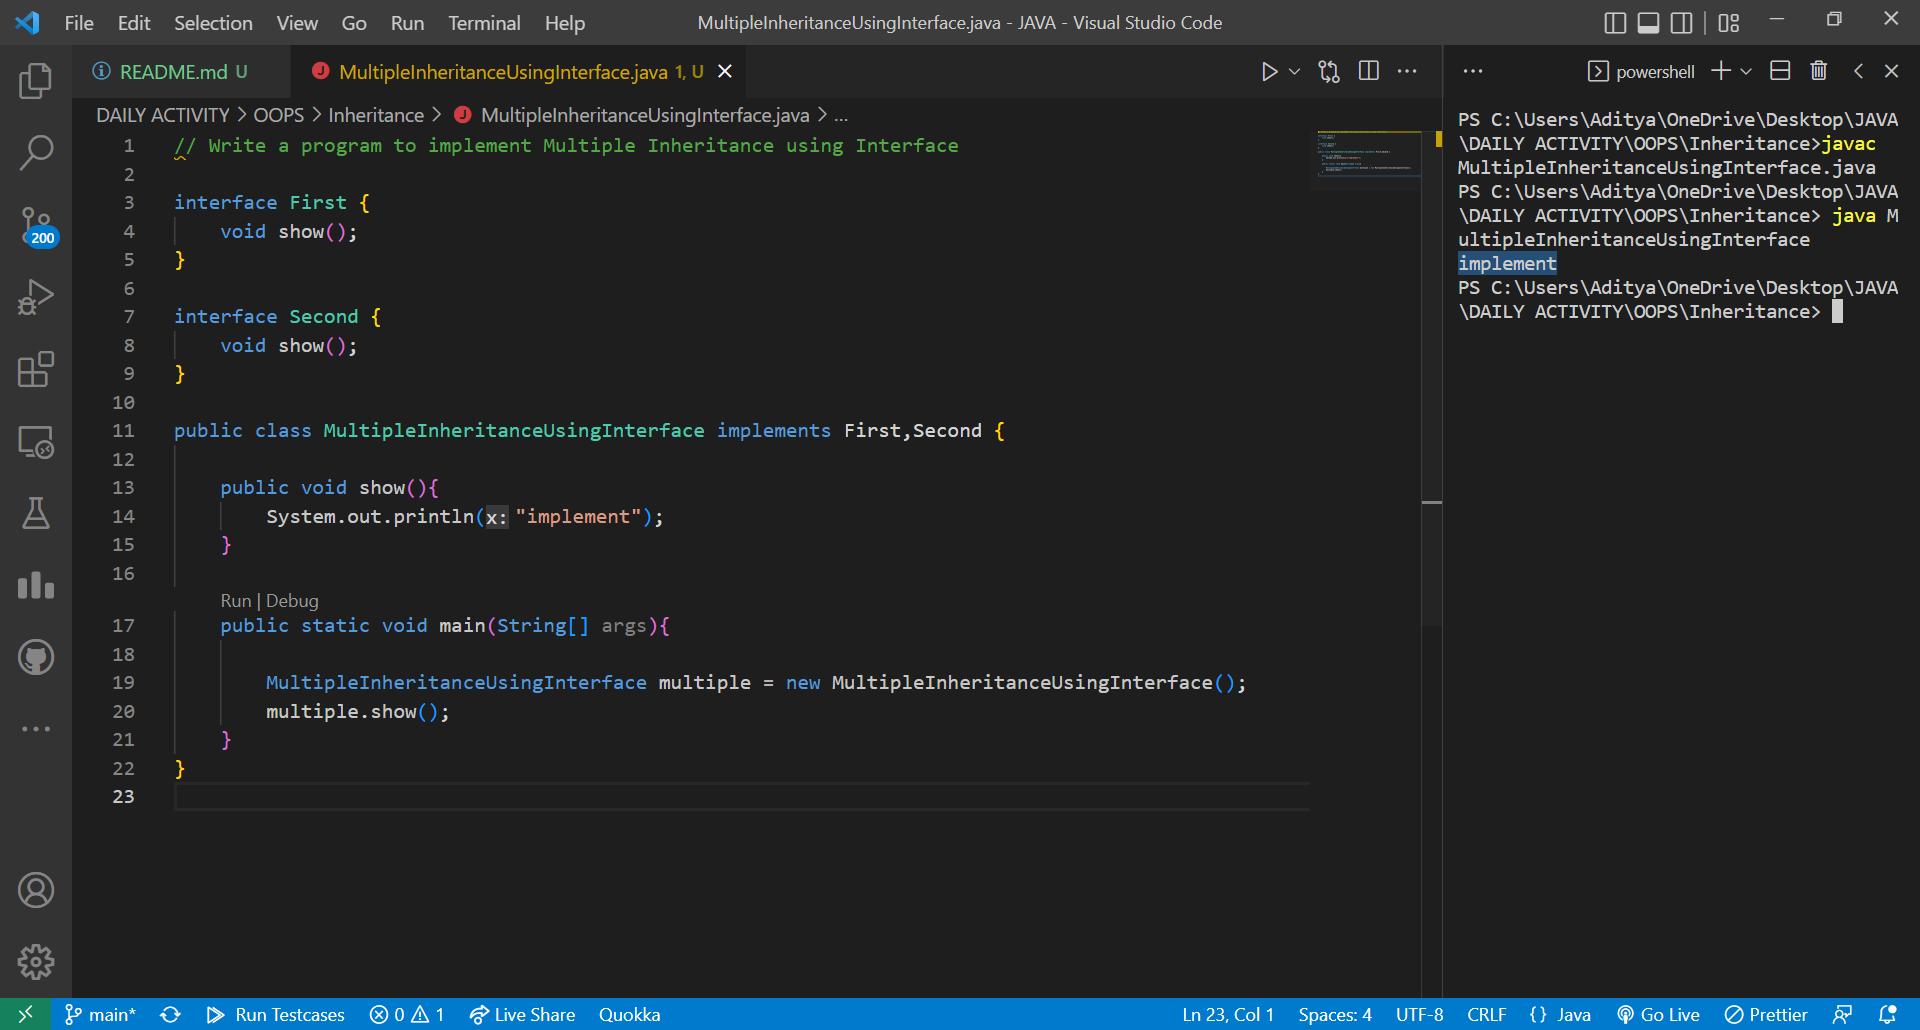 File Edit Selection View Go Run Terminal Help MultipleInheritanceUsingInterface.java - JAVA - Visual Studio Code
README.md U MultipleInheritanceUsingInterface.java 1, U
DAILY ACTIVITY > OOPS > Inheritance > MultipleInheritanceUsingInterface.java > ...
1 // Write a program to implement Multiple Inheritance using Interface
2
3 interface First {
4 void show();
5 }
6
7 interface Second {
8 void show();
9 }
10
11 public class MultipleInheritanceUsingInterface implements First,Second {
12
13 public void show(){
14 System.out.println(x: "implement");
15 }
16
Run | Debug
17 public static void main(String[] args){
18
19 MultipleInheritanceUsingInterface multiple = new MultipleInheritanceUsingInterface();
20 multiple.show();
21 }
22 }
23
powershell
PS C:\Users\Aditya\OneDrive\Desktop\JAVA
\DAILY ACTIVITY\OOPS\Inheritance>javac
MultipleInheritanceUsingInterface.java
PS C:\Users\Aditya\OneDrive\Desktop\JAVA
\DAILY ACTIVITY\OOPS\Inheritance> java M
ultipleInheritanceUsingInterface
implement
PS C:\Users\Aditya\OneDrive\Desktop\JAVA
\DAILY ACTIVITY\OOPS\Inheritance>
200
main* Run Testcases 0 1 Live Share Quokka Ln 23, Col 1 Spaces: 4 UTF-8 CRLF {} Java Go Live Prettier